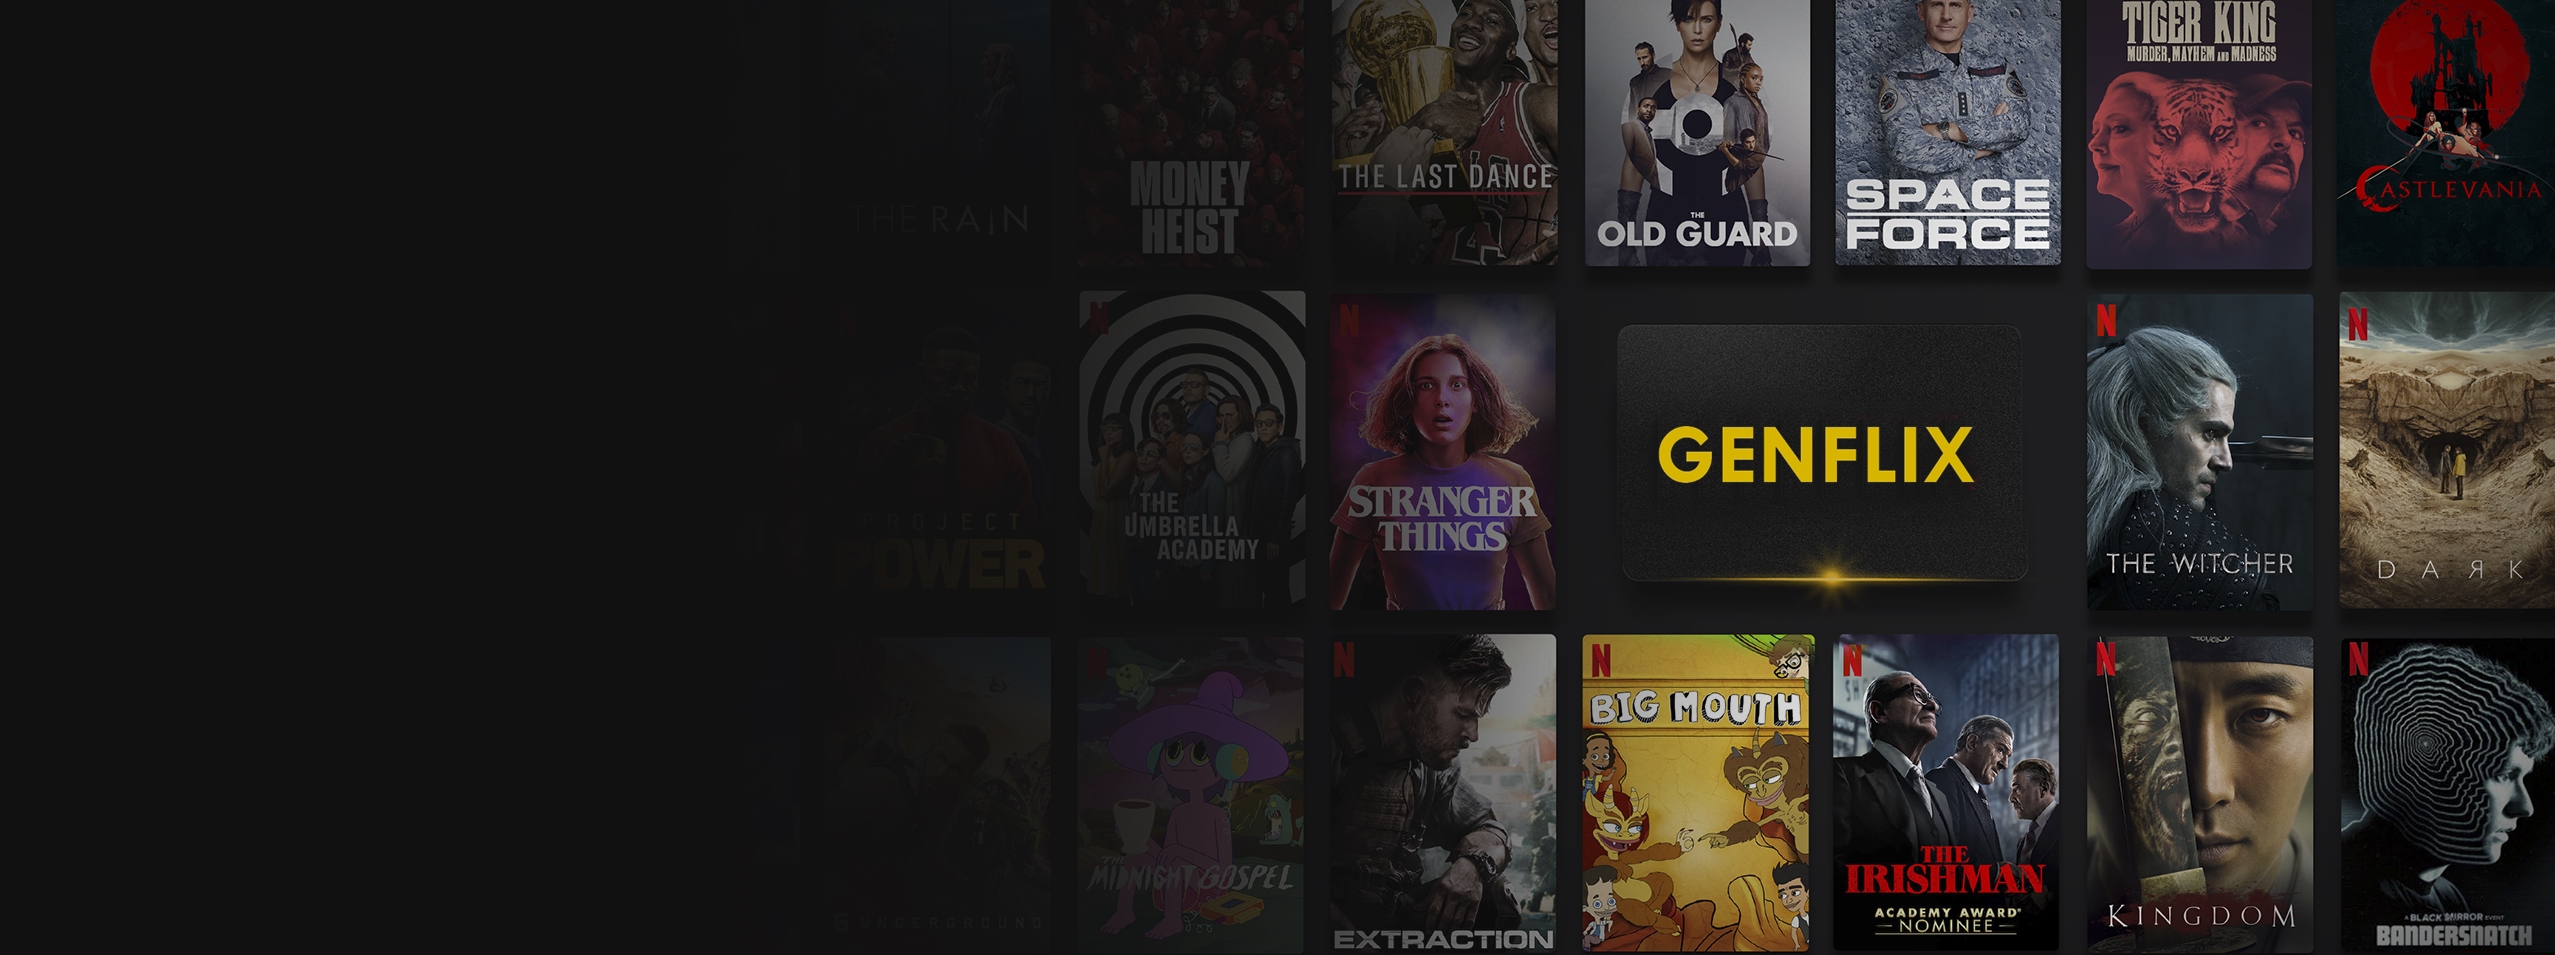 THE RAIN
MONEY
HEIST
THE LAST DANCE
THE
OLD GUARD
SPACE
FORCE
TIGER KING
MURDER, MAYHEM AND MADNESS
CASTLEVANIA
PROJECT
POWER
N
THE
UMBRELLA
ACADEMY
N
STRANGER
THINGS
GENFLIX
N
THE WITCHER
N
DAЯK
6 UNDERGROUND
THE
MIDNIGHT GOSPEL
N
EXTRACTION
N
BIG MOUTH
N
THE
IRISHMAN
ACADEMY AWARD®
NOMINEE
N
KINGDOM
N
A BLACK MIRROR EVENT
BANDERSNATCH